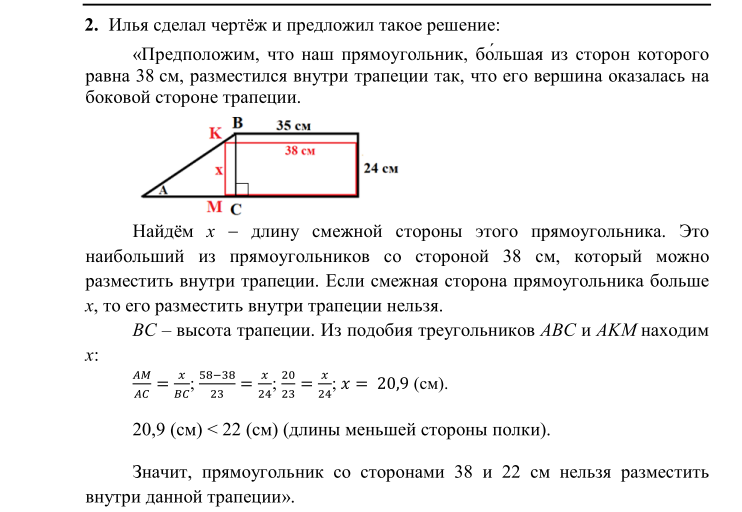 2. Илья сделал чертёж и предложил такое решение:
«Предположим, что наш прямоугольник, бо́льшая из сторон которого
равна 38 см, разместился внутри трапеции так, что его вершина оказалась на
боковой стороне трапеции.
K B 35 см
38 см
x 24 см
A
M C
Найдём x – длину смежной стороны этого прямоугольника. Это
наибольший из прямоугольников со стороной 38 см, который можно
разместить внутри трапеции. Если смежная сторона прямоугольника больше
x, то его разместить внутри трапеции нельзя.
BC – высота трапеции. Из подобия треугольников ABC и AKM находим
x:
AM/AC = x/BC; 58−38/23 = x/24; 20/23 = x/24; x = 20,9 (см).
20,9 (см) < 22 (см) (длины меньшей стороны полки).
Значит, прямоугольник со сторонами 38 и 22 см нельзя разместить
внутри данной трапеции».